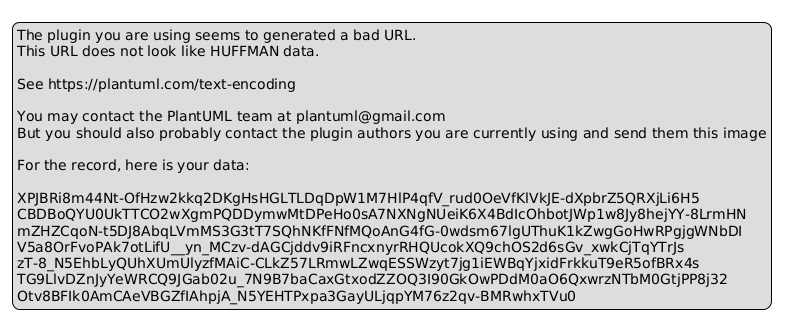 The plugin you are using seems to generated a bad URL.
This URL does not look like HUFFMAN data.
See https://plantuml.com/text-encoding
You may contact the PlantUML team at plantuml@gmail.com
But you should also probably contact the plugin authors you are currently using and send them this image
For the record, here is your data:
XPJBRi8m44Nt-OfHzw2kkq2DKgHsHGLTLDqDpW1M7HlP4qfV_rud0OeVfKlVkJE-dXpbrZ5QRXjLi6H5
CBDBoQYU0UkTTCO2wXgmPQDDymwMtDPeHo0sA7NXNgNUeiK6X4BdIcOhbotJWp1w8Jy8hejYY-8LrmHN
mZHZCqoN-t5DJ8AbqLVmMS3G3tT7SQhNKfFNfMQoAnG4fG-0wdsm67lgUThuK1kZwgGoHwRPgjgWNbDI
V5a8OrFvoPAk7otLifU__yn_MCzv-dAGCjddv9iRFncxnyrRHQUcokXQ9chOS2d6sGv_xwkCjTqYTrJs
zT-8_N5EhbLyQUhXUmUlyzfMAiC-CLkZ57LRmwLZwqESSWzyt7jg1iEWBqYjxidFrkkuT9eR5ofBRx4s
TG9LlvDZnJyYeWRCQ9JGab02u_7N9B7baCaxGtxodZZOQ3I90GkOwPDdM0aO6QxwrzNTbM0GtjPP8j32
Otv8BFIk0AmCAeVBGZfIAhpjA_N5YEHTPxpa3GayULjqpYM76z2qv-BMRwhxTVu0